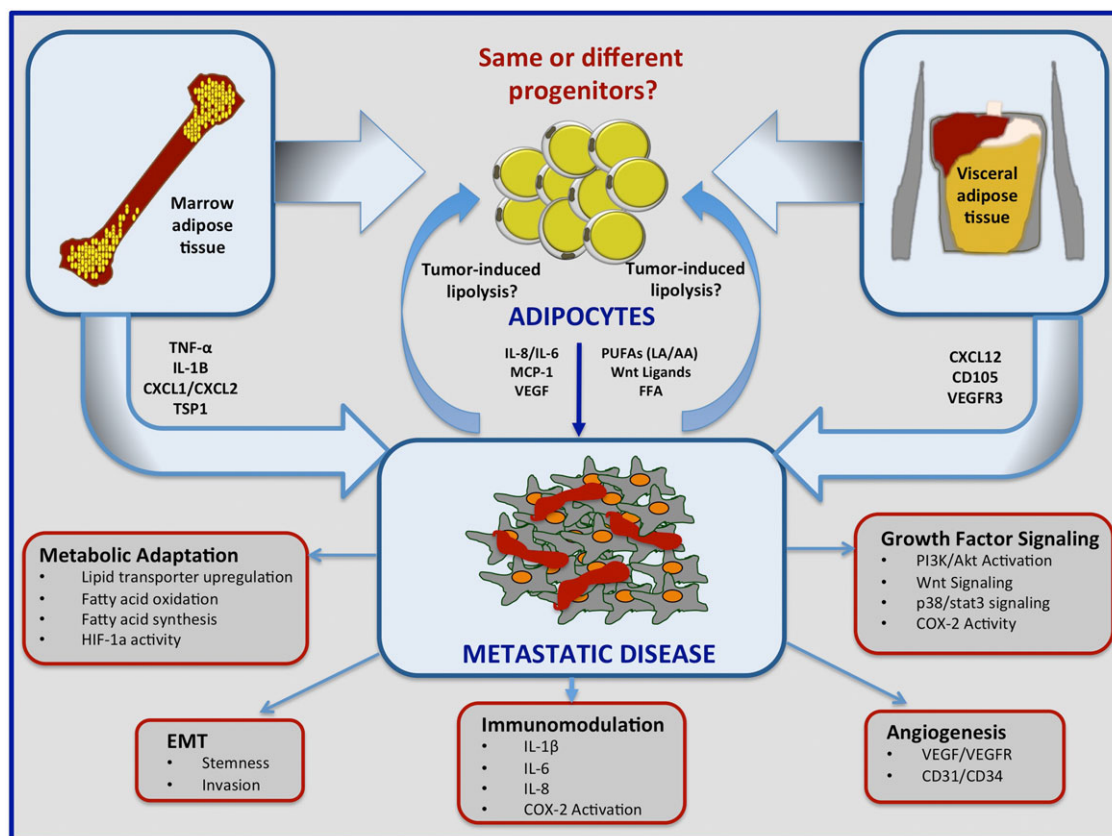 Same or different
progenitors?
Marrow
adipose
tissue
Visceral
adipose
tissue
Tumor-induced
lipolysis?
Tumor-induced
lipolysis?
ADIPOCYTES
TNF-α
IL-1B
CXCL1/CXCL2
TSP1
IL-8/IL-6
MCP-1
VEGF
PUFAs (LA/AA)
Wnt Ligands
FFA
CXCL12
CD105
VEGFR3
METASTATIC DISEASE
Metabolic Adaptation
• Lipid transporter upregulation
• Fatty acid oxidation
• Fatty acid synthesis
• HIF-1a activity
Growth Factor Signaling
• PI3K/Akt Activation
• Wnt Signaling
• p38/stat3 signaling
• COX-2 Activity
EMT
• Stemness
• Invasion
Immunomodulation
• IL-1β
• IL-6
• IL-8
• COX-2 Activation
Angiogenesis
• VEGF/VEGFR
• CD31/CD34